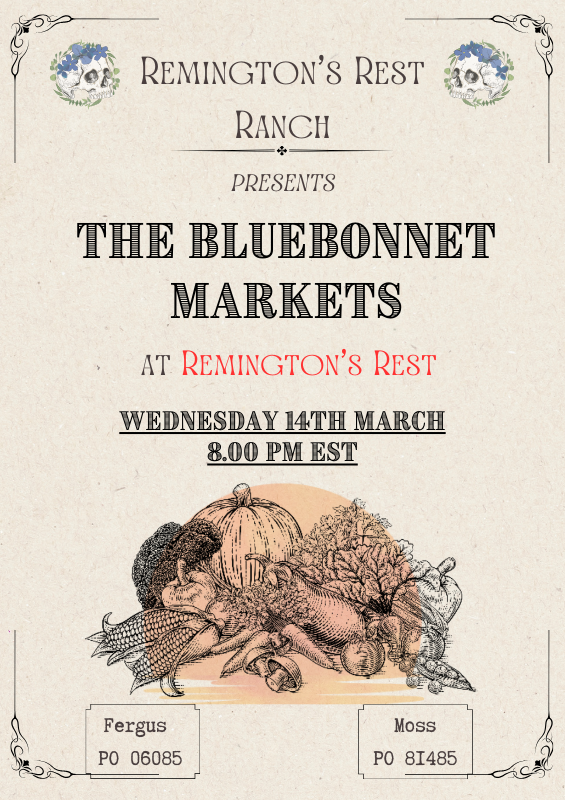 Remington's Rest
Ranch
PRESENTS
THE BLUEBONNET
MARKETS
AT Remington's Rest
WEDNESDAY 14TH MARCH
8.00 PM EST
Fergus
PO 06085
Moss
PO 81485